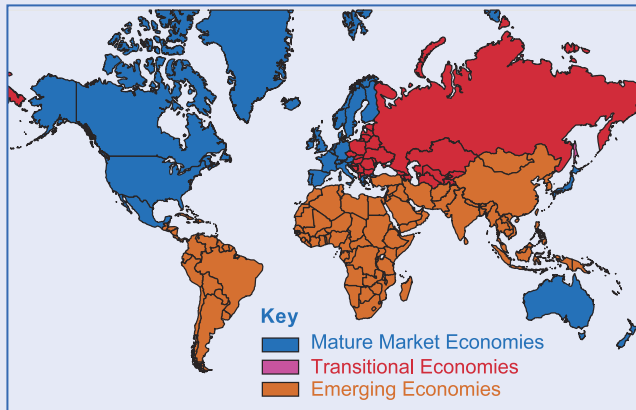 Key
Mature Market Economies
Transitional Economies
Emerging Economies